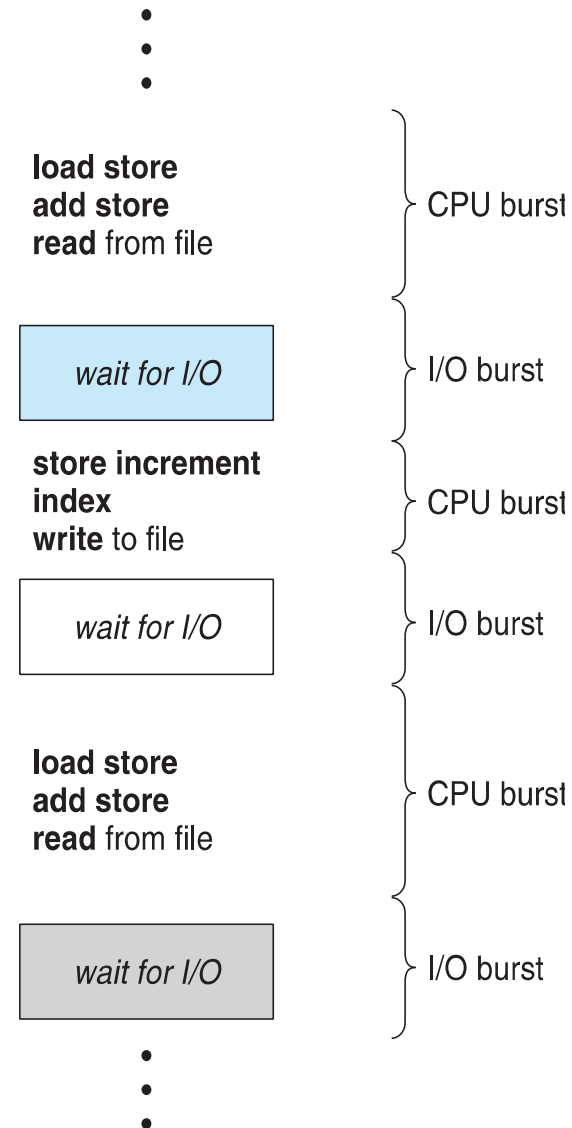 load store
add store
read from file
CPU burst
wait for I/O
I/O burst
store increment
index
write to file
CPU burst
wait for I/O
I/O burst
load store
add store
read from file
CPU burst
wait for I/O
I/O burst